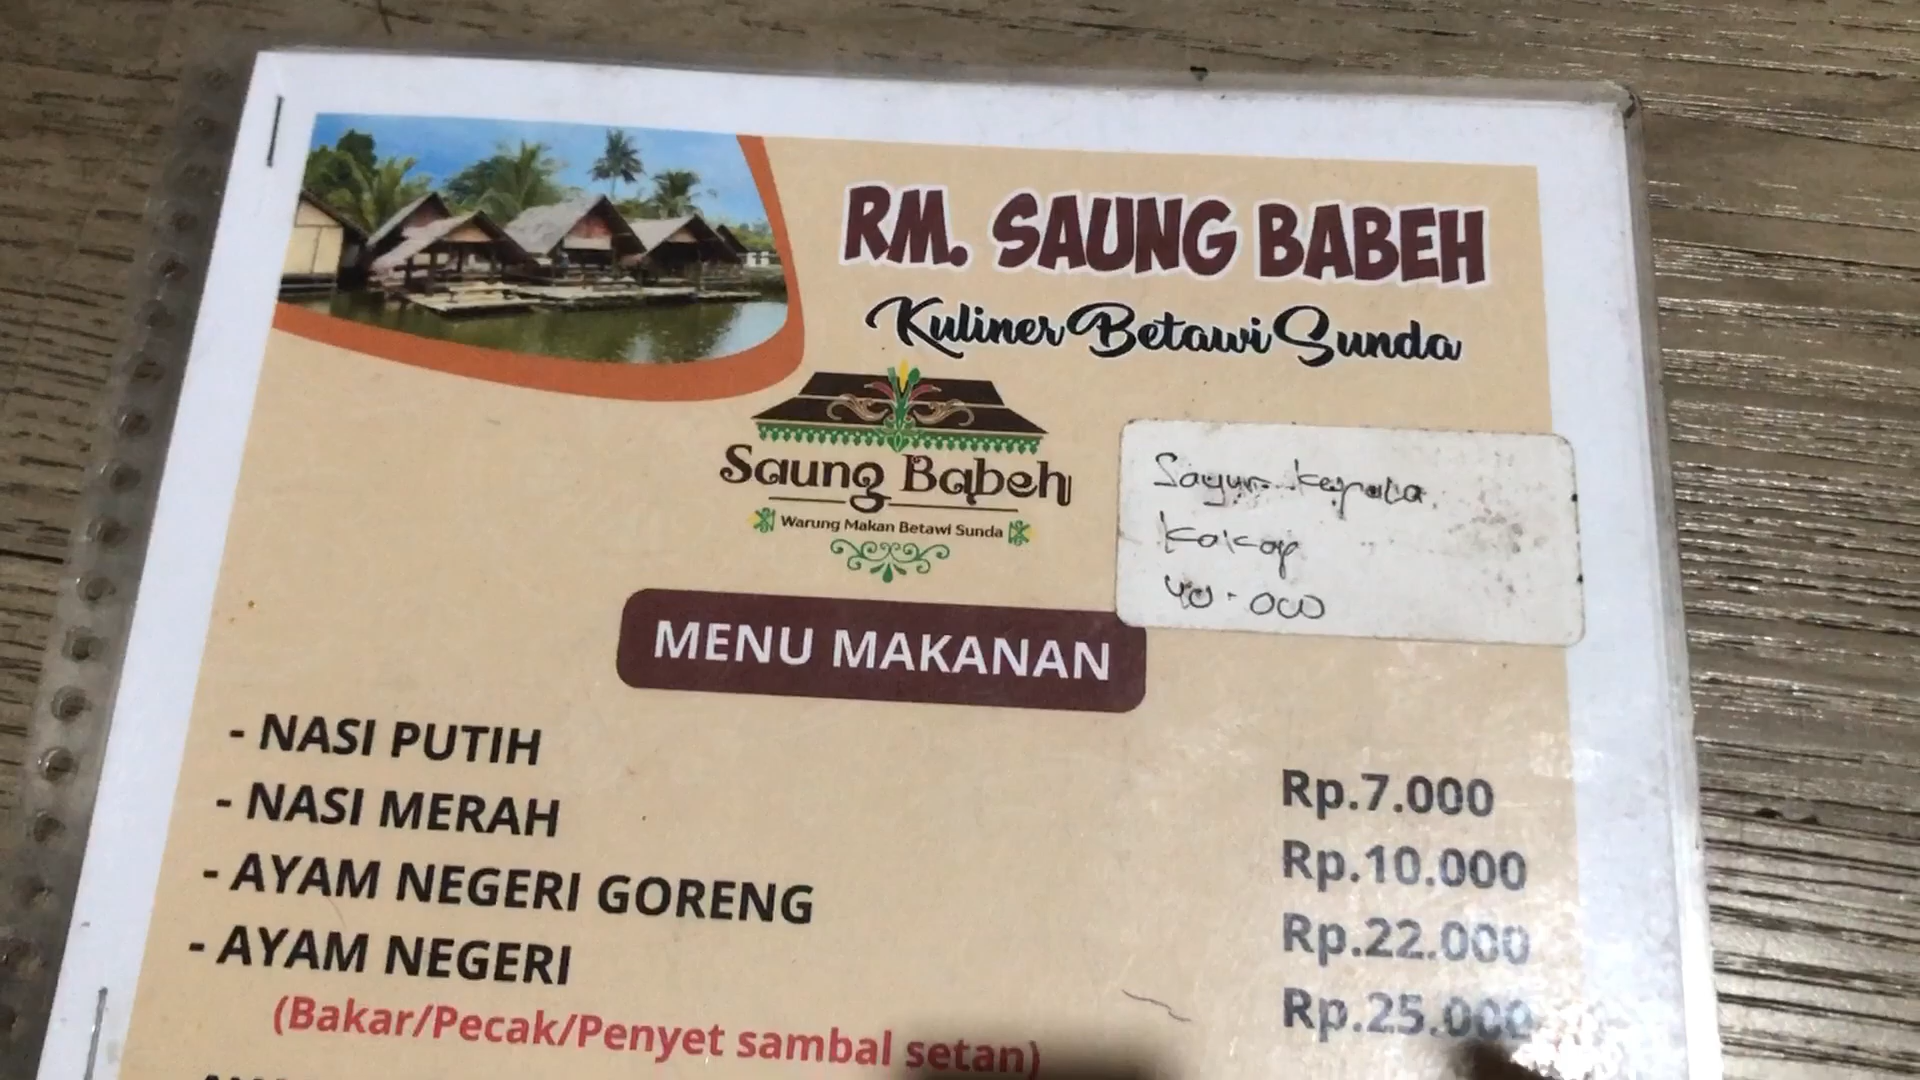 RM. SAUNG BABEH
Kuliner Betawi Sunda
Saung Babeh
Warung Makan Betawi Sunda
Sayur kepala
kakap
40.000
MENU MAKANAN
- NASI PUTIH Rp.7.000
- NASI MERAH Rp.10.000
- AYAM NEGERI GORENG Rp.22.000
- AYAM NEGERI Rp.25.000
(Bakar/Pecak/Penyet sambal setan)